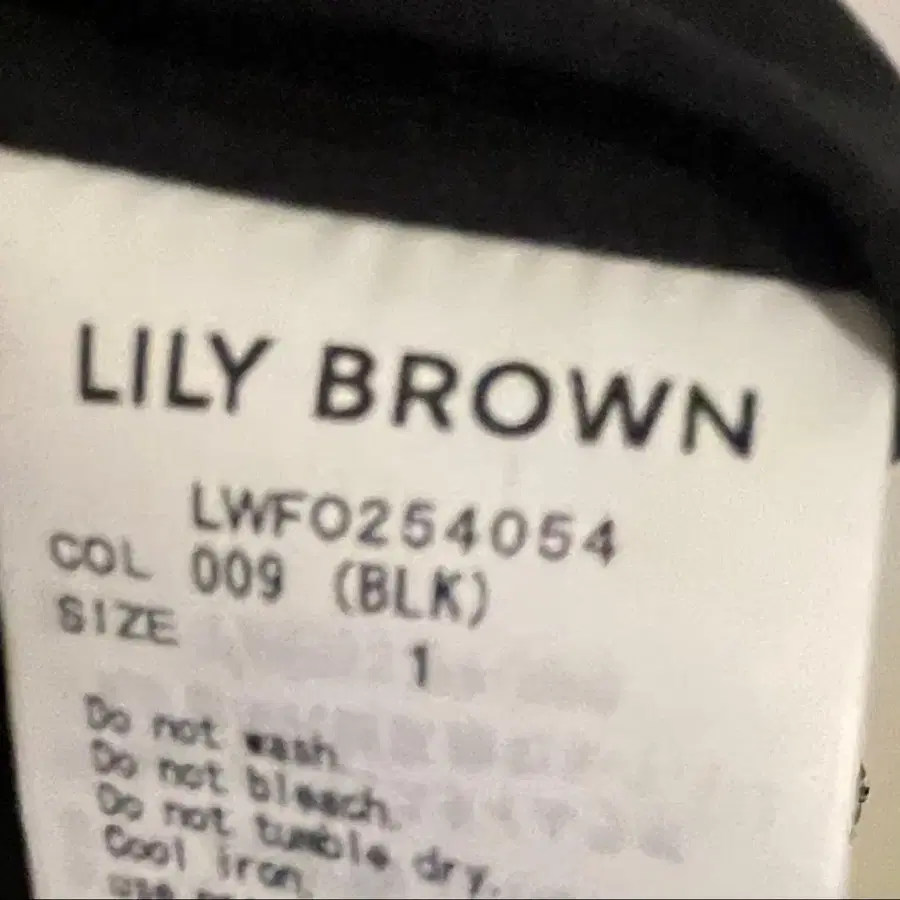 LILY BROWN
LWFO254054
COL 009 (BLK)
SIZE 1
Do not wash.
Do not bleach.
Do not tumble dry.
Cool iron.
use